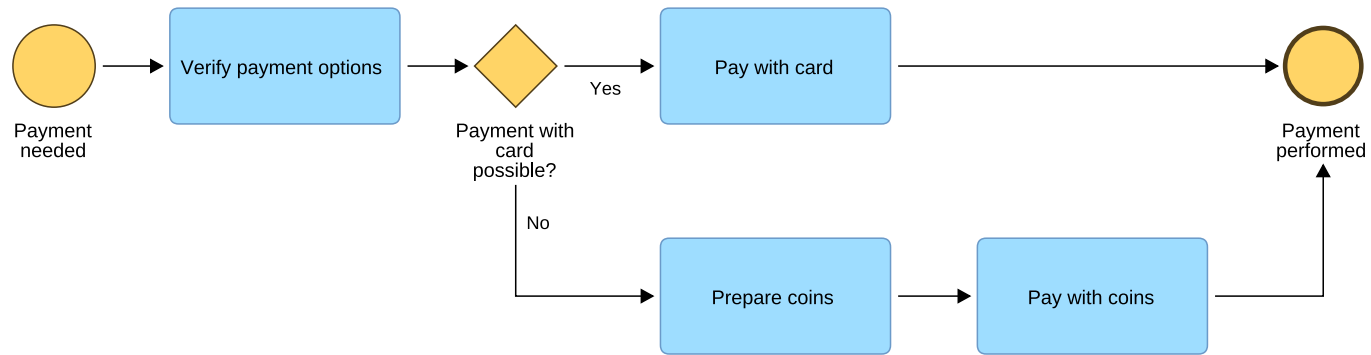 Verify payment options
Pay with card
Yes
Payment
needed
Payment with
card
possible?
Payment
performed
No
Prepare coins
Pay with coins